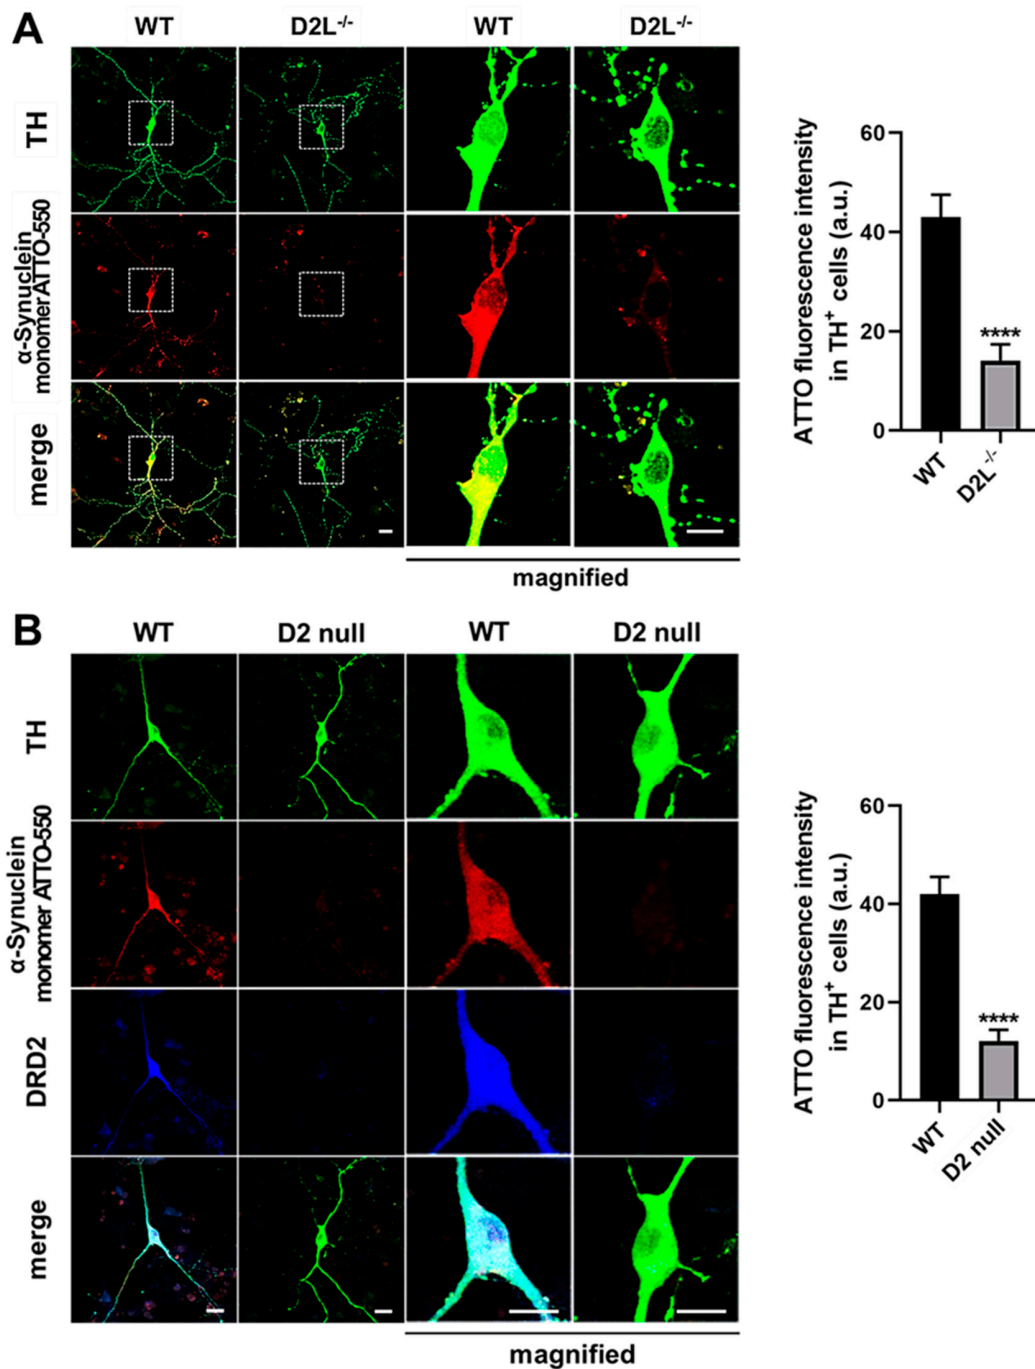 A
WT
D2L-/-
WT
D2L-/-
TH
α-Synuclein
monomer ATTO-550
merge
magnified
ATTO fluorescence intensity
in TH+ cells (a.u.)
60
40
20
0
****
WT
D2L-/-
B
WT
D2 null
WT
D2 null
TH
α-Synuclein
monomer ATTO-550
DRD2
merge
magnified
ATTO fluorescence intensity
in TH+ cells (a.u.)
60
40
20
0
****
WT
D2 null